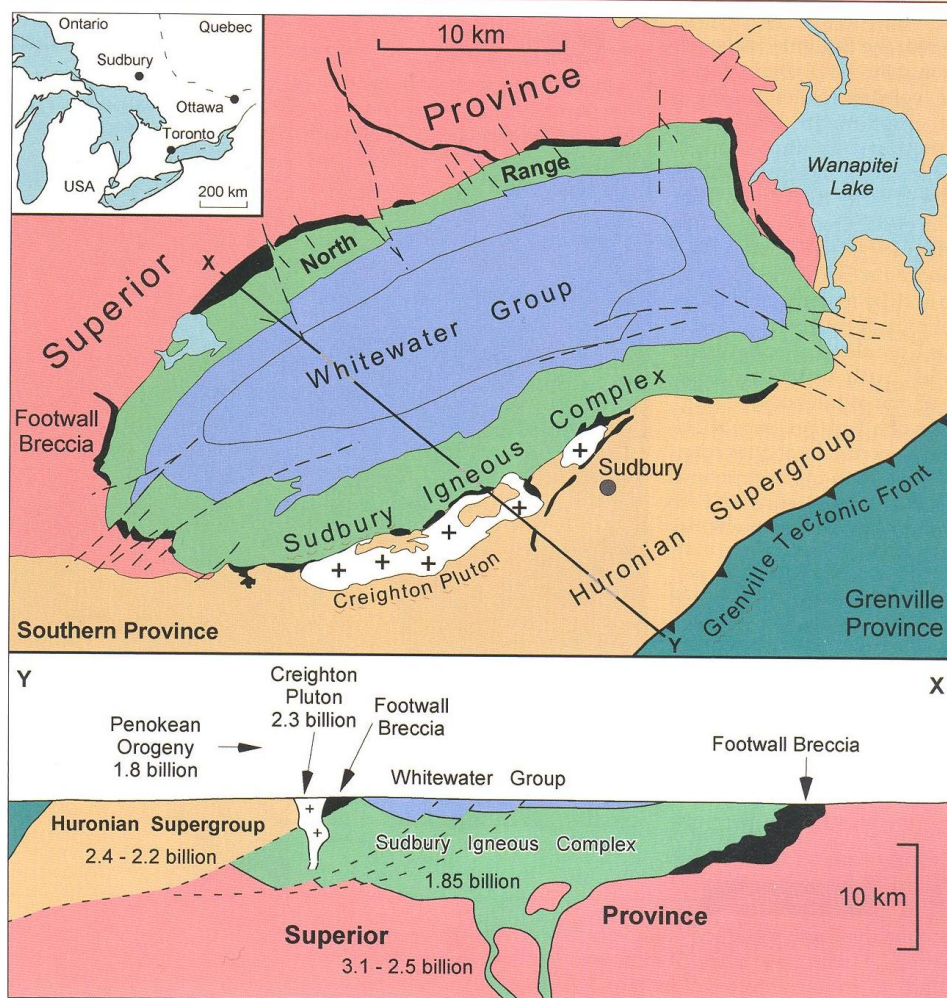 Ontario
Quebec
Sudbury
Ottawa
Toronto
USA
200 km
10 km
Superior Province
Wanapitei
Lake
North Range
X
Whitewater Group
Footwall
Breccia
Sudbury Igneous Complex
Sudbury
Creighton Pluton
Huronian Supergroup
Grenville Tectonic Front
Grenville
Province
Southern Province
Y
Y
X
Creighton
Pluton
2.3 billion
Footwall
Breccia
Penokean
Orogeny
1.8 billion
Footwall Breccia
Whitewater Group
Huronian Supergroup
2.4 - 2.2 billion
Sudbury Igneous Complex
1.85 billion
10 km
Superior Province
3.1 - 2.5 billion